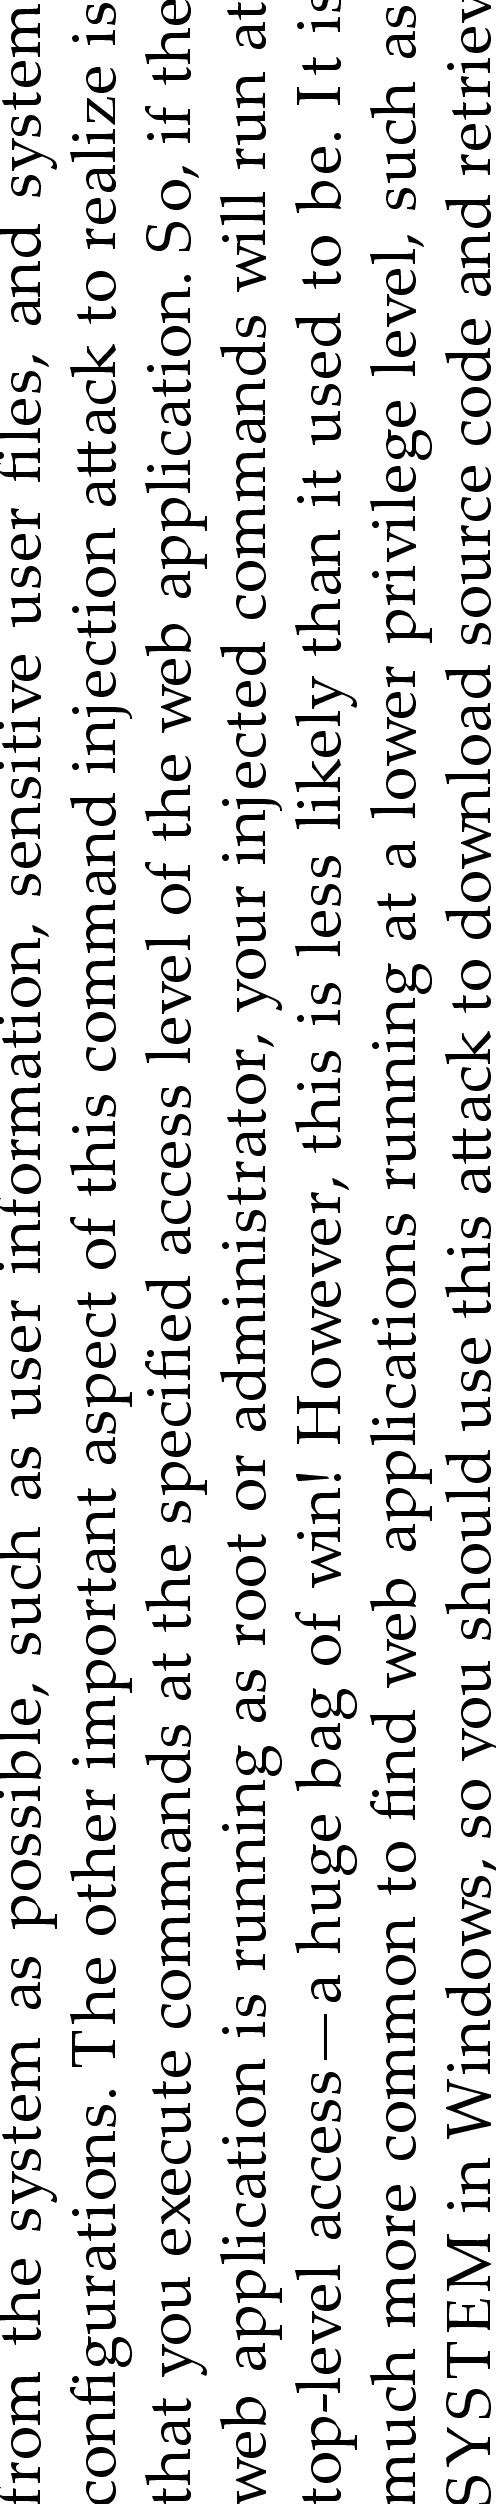 from the system as possible, such as user information, sensitive user files, and system
configurations. The other important aspect of this command injection attack to realize is
that you execute commands at the specified access level of the web application. So, if the
web application is running as root or administrator, your injected commands will run at
top-level access—a huge bag of win! However, this is less likely than it used to be. It is
much more common to find web applications running at a lower privilege level, such as
SYSTEM in Windows, so you should use this attack to download source code and retriev